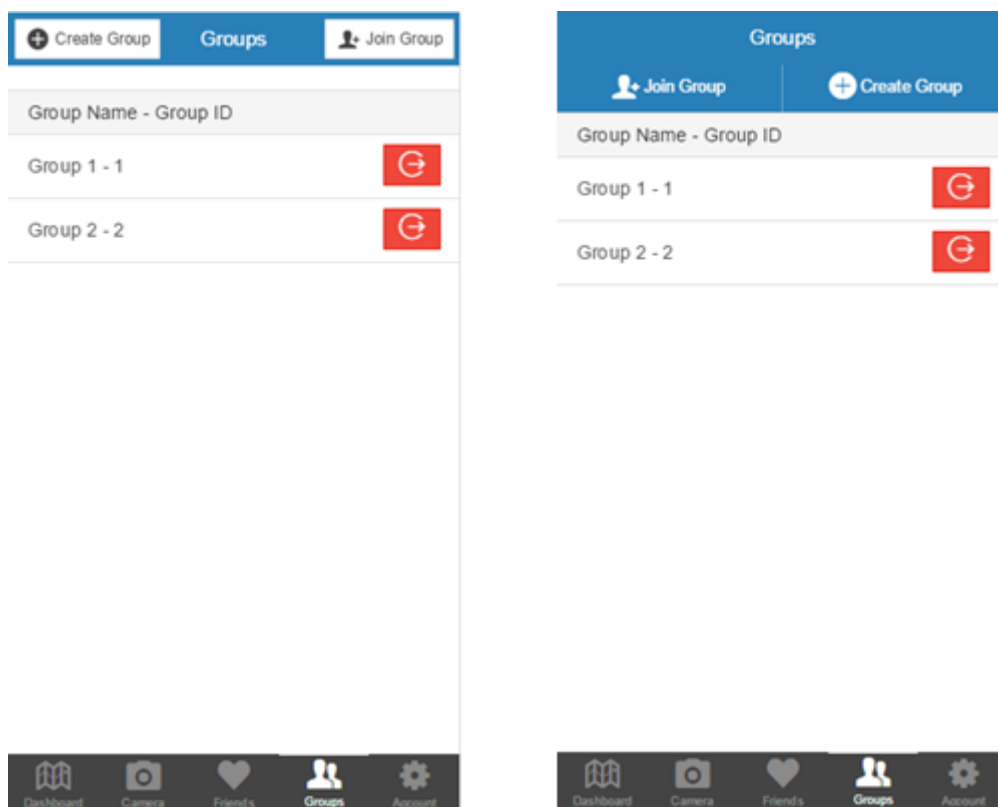 Create Group Groups Join Group
Group Name - Group ID
Group 1 - 1
Group 2 - 2
Dashboard Camera Friends Groups Account
Groups
Join Group Create Group
Group Name - Group ID
Group 1 - 1
Group 2 - 2
Dashboard Camera Friends Groups Account